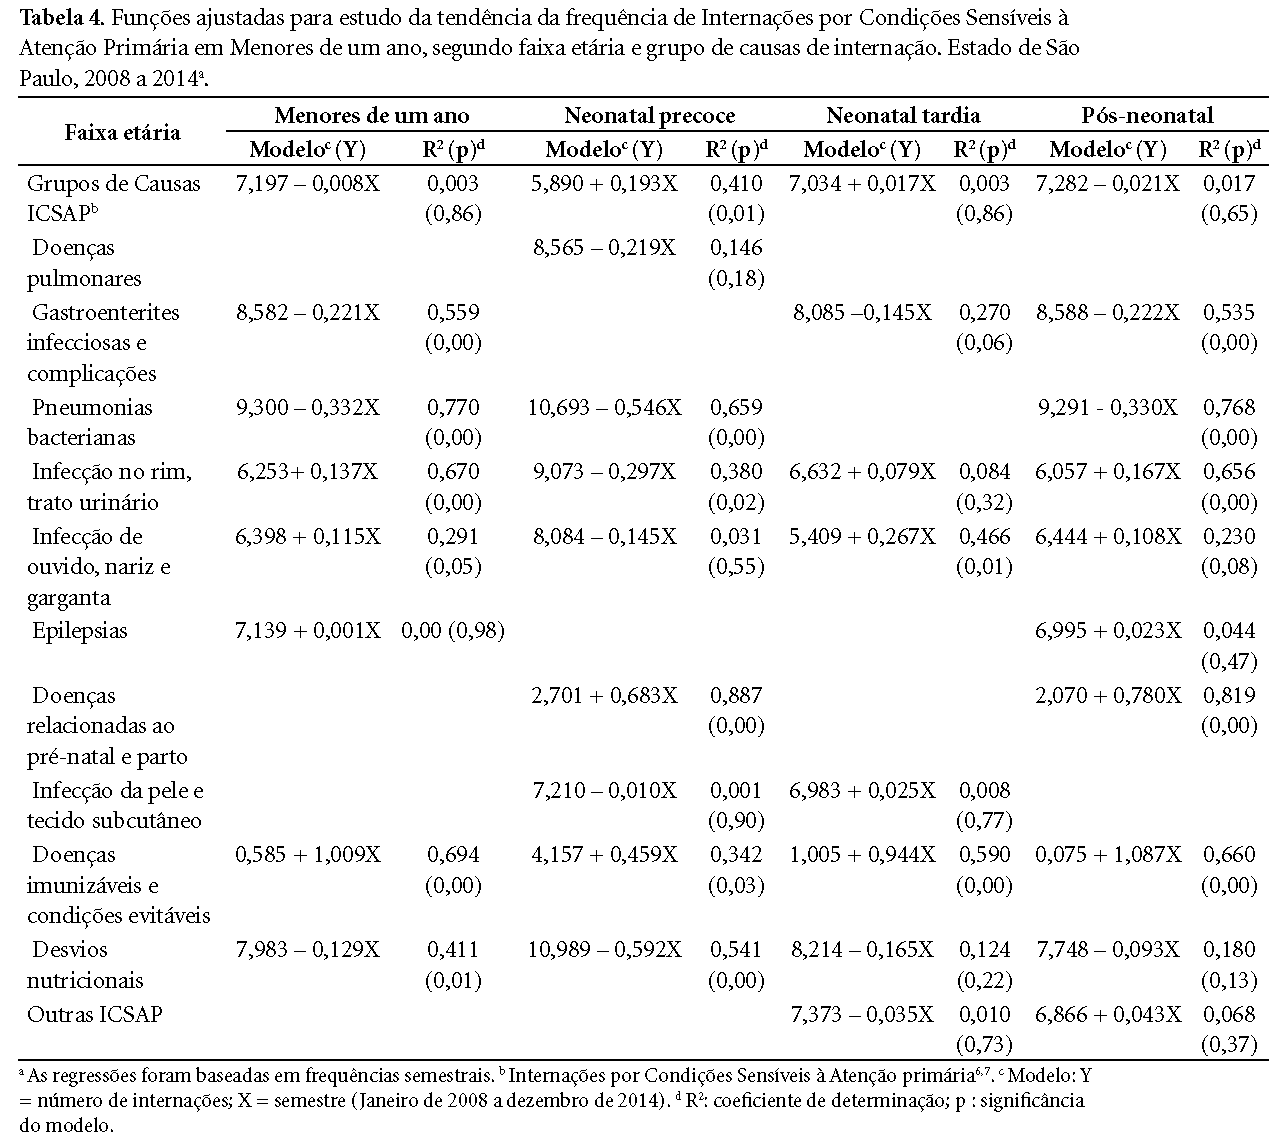 Tabela 4. Funções ajustadas para estudo da tendência da frequência de Internações por Condições Sensíveis à
Atenção Primária em Menores de um ano, segundo faixa etária e grupo de causas de internação. Estado de São
Paulo, 2008 a 2014ª.
Faixa etária Menores de um ano Neonatal precoce Neonatal tardia Pós-neonatal
Modeloᶜ (Y) R² (p)ᵈ Modeloᶜ (Y) R² (p)ᵈ Modeloᶜ (Y) R² (p)ᵈ Modeloᶜ (Y) R² (p)ᵈ
Grupos de Causas 7,197 – 0,008X 0,003 5,890 + 0,193X 0,410 7,034 + 0,017X 0,003 7,282 – 0,021X 0,017
ICSAPᵇ (0,86) (0,01) (0,86) (0,65)
Doenças 8,565 – 0,219X 0,146
pulmonares (0,18)
Gastroenterites 8,582 – 0,221X 0,559 8,085 –0,145X 0,270 8,588 – 0,222X 0,535
infecciosas e (0,00) (0,06) (0,00)
complicações
Pneumonias 9,300 – 0,332X 0,770 10,693 – 0,546X 0,659 9,291 - 0,330X 0,768
bacterianas (0,00) (0,00) (0,00)
Infecção no rim, 6,253+ 0,137X 0,670 9,073 – 0,297X 0,380 6,632 + 0,079X 0,084 6,057 + 0,167X 0,656
trato urinário (0,00) (0,02) (0,32) (0,00)
Infecção de 6,398 + 0,115X 0,291 8,084 – 0,145X 0,031 5,409 + 0,267X 0,466 6,444 + 0,108X 0,230
ouvido, nariz e (0,05) (0,55) (0,01) (0,08)
garganta
Epilepsias 7,139 + 0,001X 0,00 (0,98) 6,995 + 0,023X 0,044
(0,47)
Doenças 2,701 + 0,683X 0,887 2,070 + 0,780X 0,819
relacionadas ao (0,00) (0,00)
pré-natal e parto
Infecção da pele e 7,210 – 0,010X 0,001 6,983 + 0,025X 0,008
tecido subcutâneo (0,90) (0,77)
Doenças 0,585 + 1,009X 0,694 4,157 + 0,459X 0,342 1,005 + 0,944X 0,590 0,075 + 1,087X 0,660
imunizáveis e (0,00) (0,03) (0,00) (0,00)
condições evitáveis
Desvios 7,983 – 0,129X 0,411 10,989 – 0,592X 0,541 8,214 – 0,165X 0,124 7,748 – 0,093X 0,180
nutricionais (0,01) (0,00) (0,22) (0,13)
Outras ICSAP 7,373 – 0,035X 0,010 6,866 + 0,043X 0,068
(0,73) (0,37)
ª As regressões foram baseadas em frequências semestrais. ᵇ Internações por Condições Sensíveis à Atenção primária⁶,⁷. ᶜ Modelo: Y
= número de internações; X = semestre (Janeiro de 2008 a dezembro de 2014). ᵈ R²: coeficiente de determinação; p : significância
do modelo.